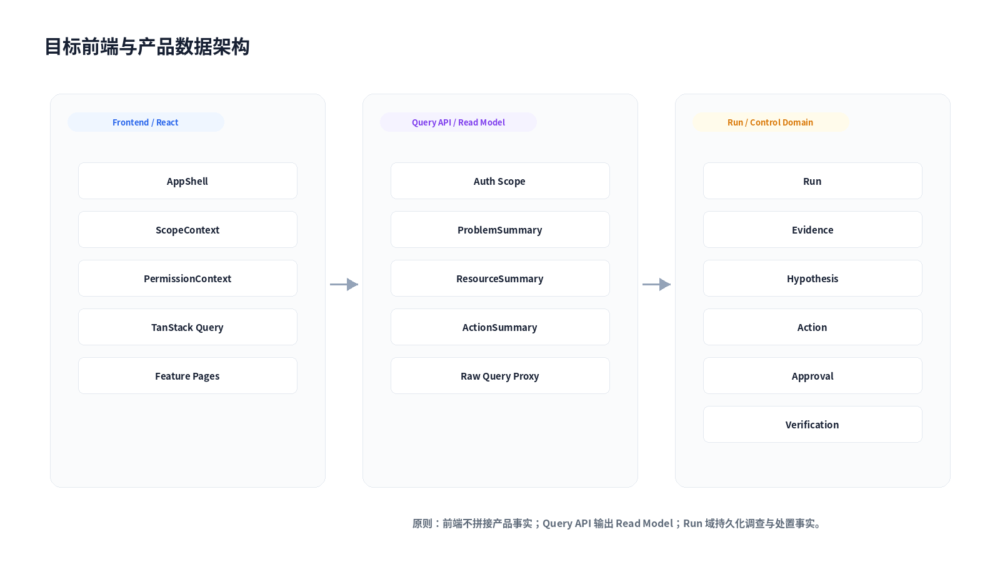 目标前端与产品数据架构
Frontend / React
AppShell
ScopeContext
PermissionContext
TanStack Query
Feature Pages
Query API / Read Model
Auth Scope
ProblemSummary
ResourceSummary
ActionSummary
Raw Query Proxy
Run / Control Domain
Run
Evidence
Hypothesis
Action
Approval
Verification
原则：前端不拼接产品事实；Query API 输出 Read Model；Run 域持久化调查与处置事实。